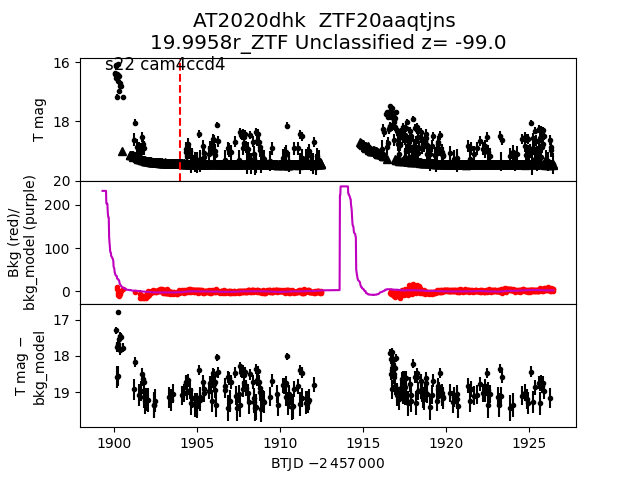 AT2020dhk  ZTF20aaqtjns
19.9958r_ZTF Unclassified z= -99.0
s22 cam4ccd4
T mag
16
18
20
Bkg (red)/
bkg_model (purple)
200
100
0
T mag −
bkg_model
17
18
19
1900 1905 1910 1915 1920 1925
BTJD −2 457 000